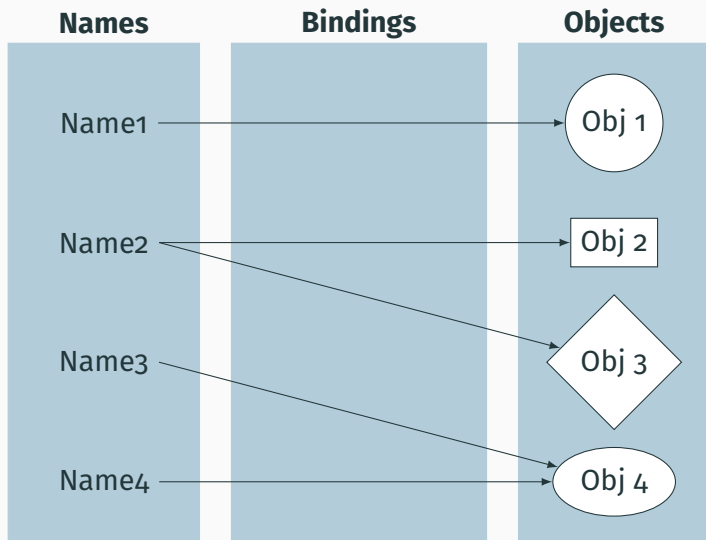 Names Bindings Objects
Name1 Obj 1
Name2 Obj 2
Name3 Obj 3
Name4 Obj 4